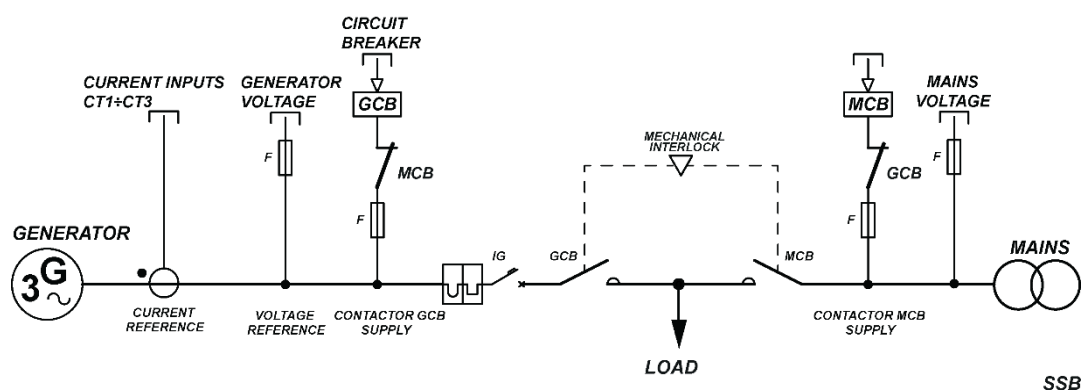 CIRCUIT
BREAKER
CURRENT INPUTS
CT1÷CT3
GENERATOR
VOLTAGE
GCB
MCB
MAINS
VOLTAGE
MECHANICAL
INTERLOCK
F
MCB
F
GCB
F
F
GENERATOR
3G
IG
GCB
MCB
MAINS
CURRENT
REFERENCE
VOLTAGE
REFERENCE
CONTACTOR GCB
SUPPLY
CONTACTOR MCB
SUPPLY
LOAD
SSB